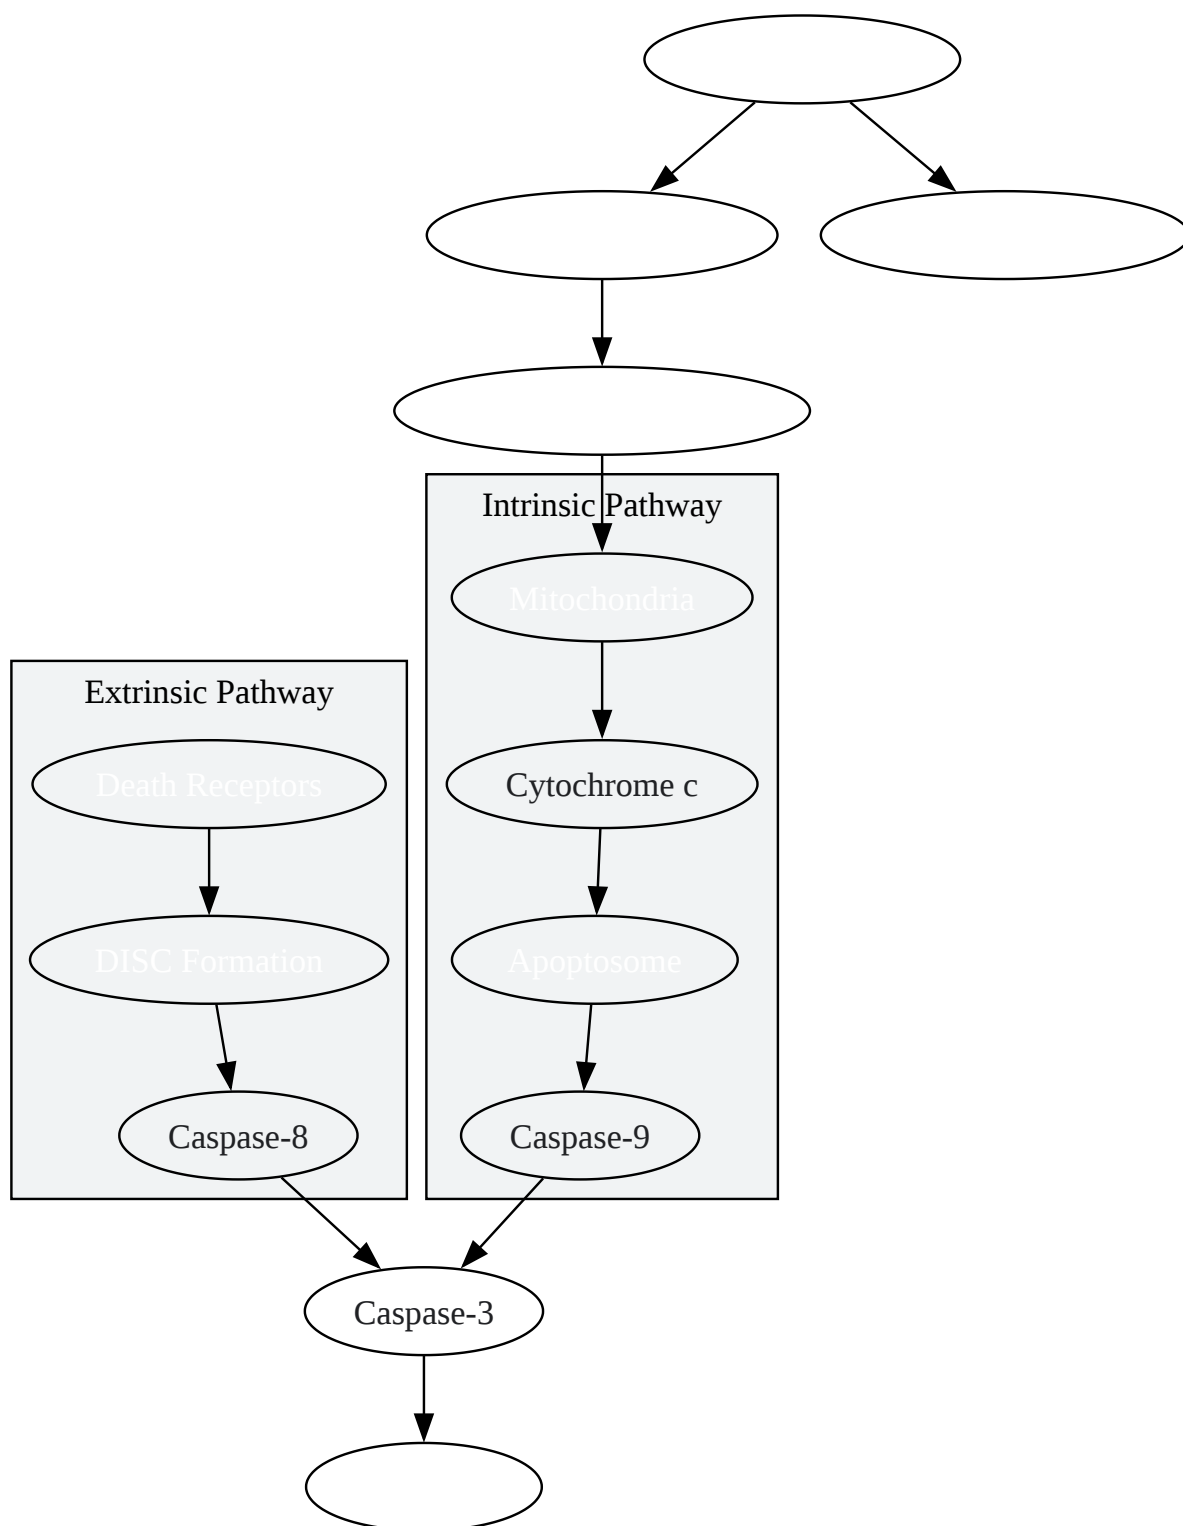 Intrinsic Pathway
Mitochondria
Extrinsic Pathway
Death Receptors
Cytochrome c
DISC Formation
Apoptosome
Caspase-8
Caspase-9
Caspase-3